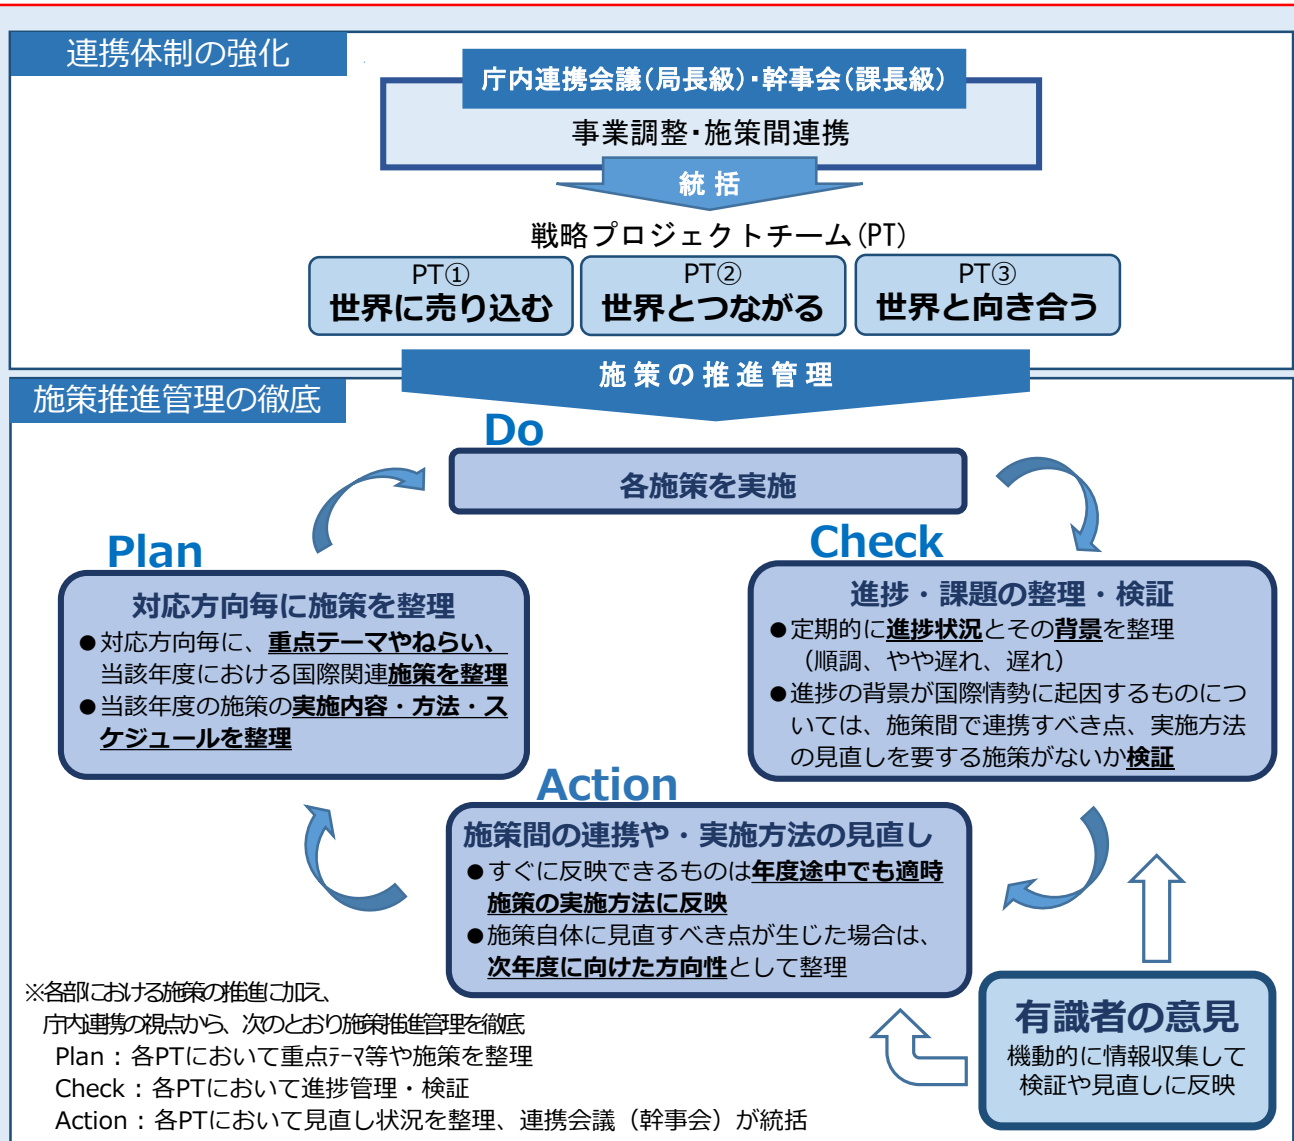 連携体制の強化
庁内連携会議(局長級)・幹事会(課長級)
事業調整・施策間連携
統括
戦略プロジェクトチーム(PT)
PT①
世界に売り込む
PT②
世界とつながる
PT③
世界と向き合う
施策の推進管理
施策推進管理の徹底
Do
各施策を実施
Plan
対応方向毎に施策を整理
●対応方向毎に、重点テーマやねらい、
当該年度における国際関連施策を整理
●当該年度の施策の実施内容・方法・ス
ケジュールを整理
Check
進捗・課題の整理・検証
●定期的に進捗状況とその背景を整理
（順調、やや遅れ、遅れ）
●進捗の背景が国際情勢に起因するものにつ
いては、施策間で連携すべき点、実施方法
の見直しを要する施策がないか検証
Action
施策間の連携や・実施方法の見直し
●すぐに反映できるものは年度途中でも適時
施策の実施方法に反映
●施策自体に見直すべき点が生じた場合は、
次年度に向けた方向性として整理
有識者の意見
機動的に情報収集して
検証や見直しに反映
※各部における施策の推進に加え、
庁内連携の視点から、次のとおり施策推進管理を徹底
Plan：各PTにおいて重点ﾃｰﾏ等や施策を整理
Check：各PTにおいて進捗管理・検証
Action：各PTにおいて見直し状況を整理、連携会議（幹事会）が統括